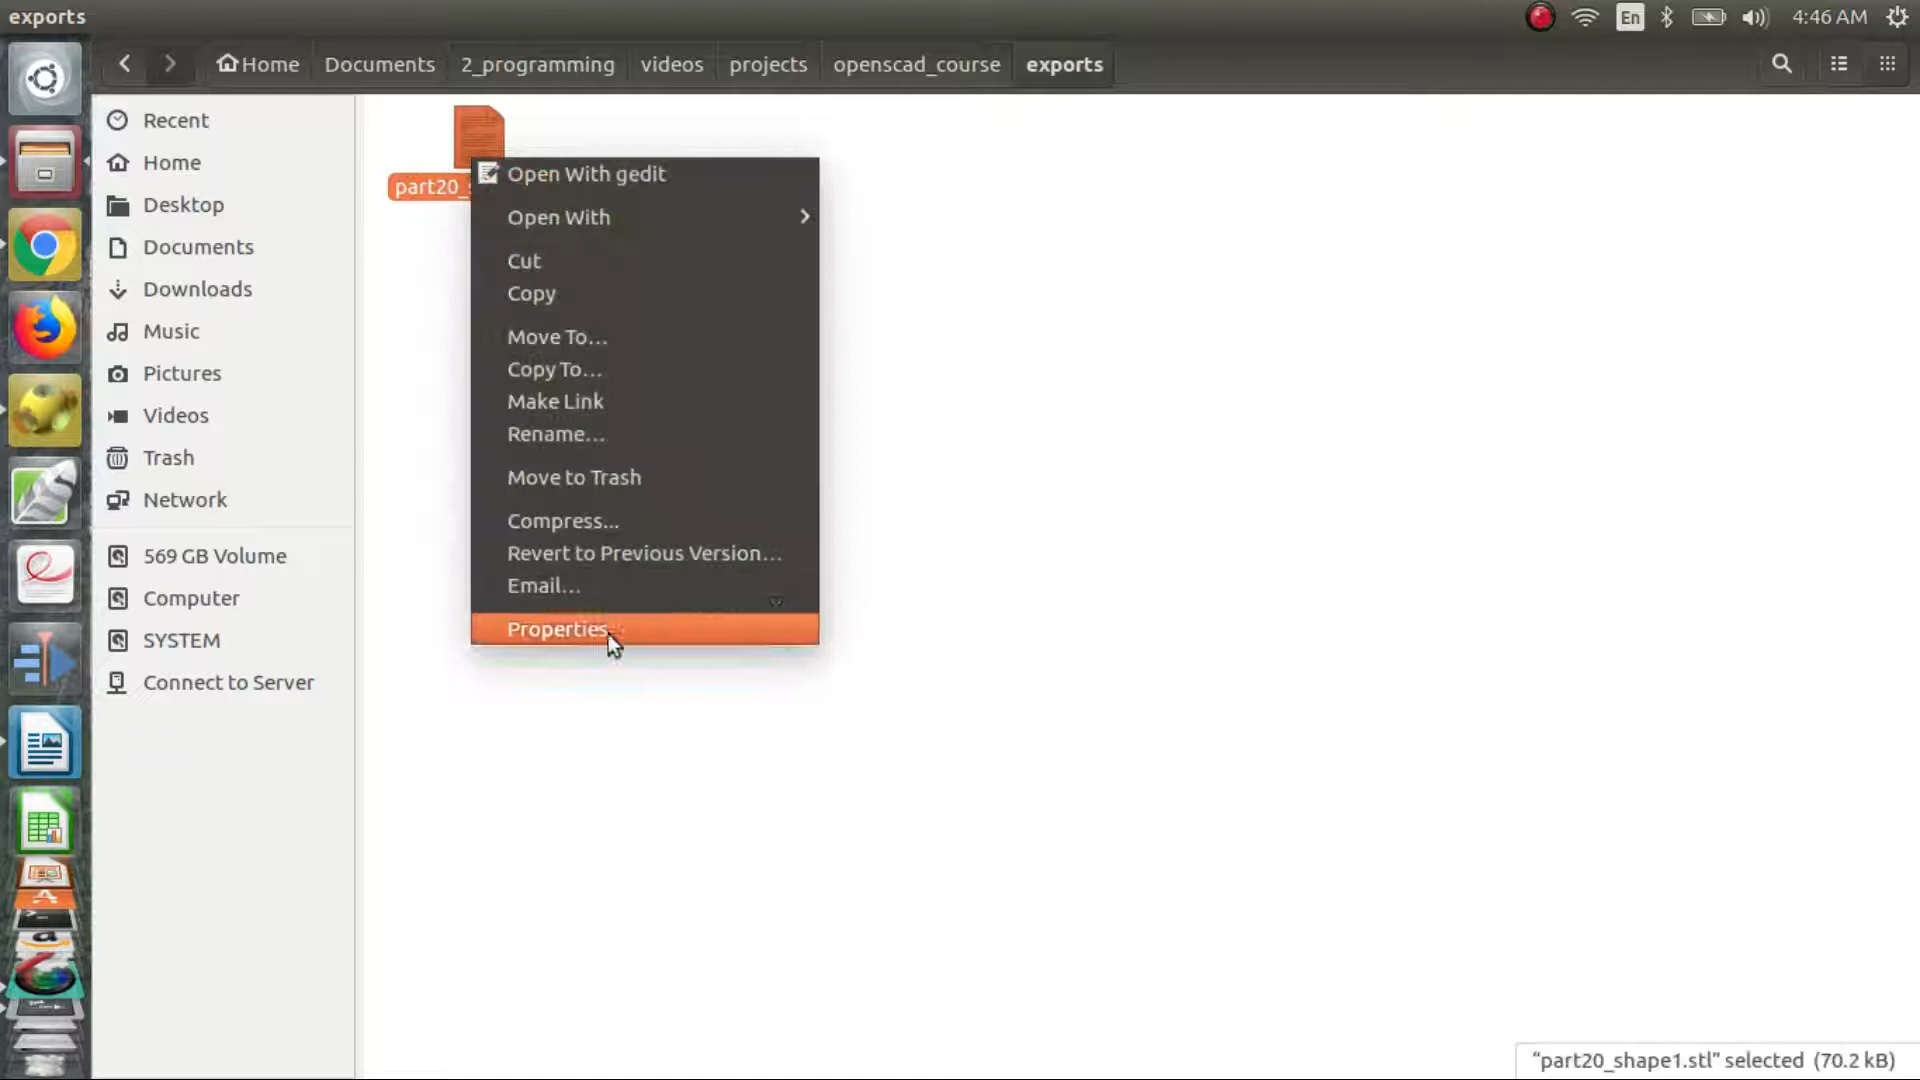 exports
En
4:46 AM
Home
Documents
2_programming
videos
projects
openscad_course
exports
Recent
Home
Desktop
Documents
Downloads
Music
Pictures
Videos
Trash
Network
569 GB Volume
Computer
SYSTEM
Connect to Server
part20_
Open With gedit
Open With
Cut
Copy
Move To...
Copy To...
Make Link
Rename...
Move to Trash
Compress...
Revert to Previous Version...
Email...
Properties
"part20_shape1.stl" selected (70.2 kB)